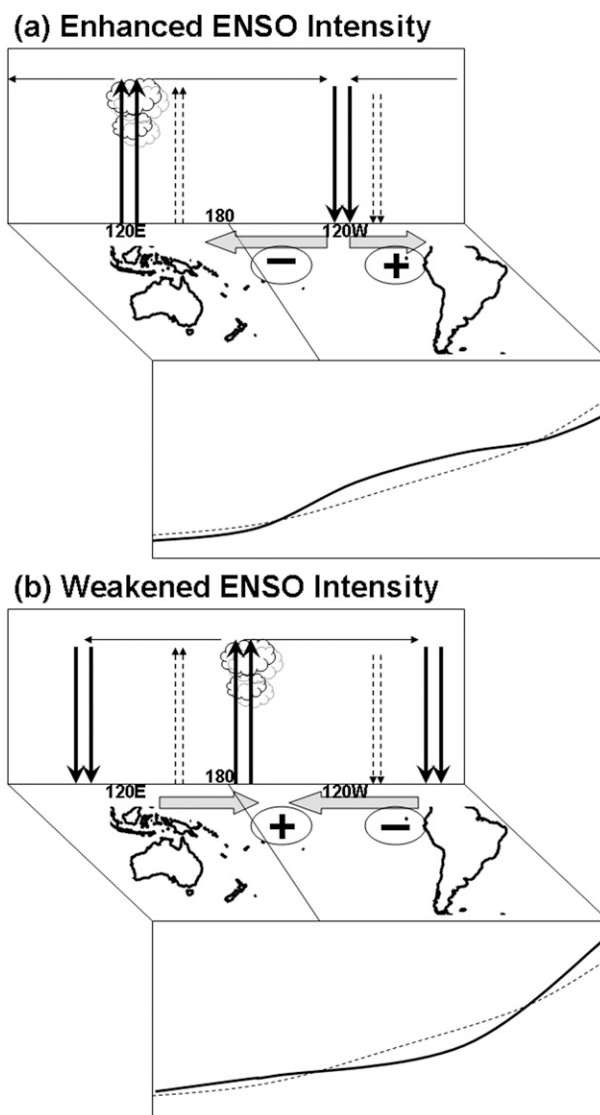 (a) Enhanced ENSO Intensity
120E 180 120W
− +
(b) Weakened ENSO Intensity
120E 180 120W
+ −